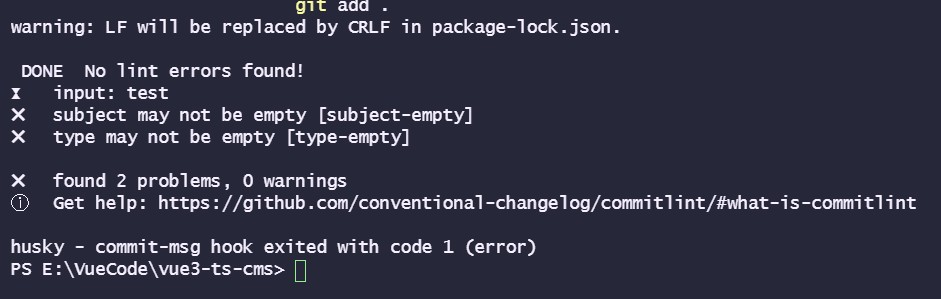 git add .
warning: LF will be replaced by CRLF in package-lock.json.
DONE  No lint errors found!
⧗   input: test
✖   subject may not be empty [subject-empty]
✖   type may not be empty [type-empty]
✖   found 2 problems, 0 warnings
ⓘ   Get help: https://github.com/conventional-changelog/commitlint/#what-is-commitlint
husky - commit-msg hook exited with code 1 (error)
PS E:\VueCode\vue3-ts-cms>